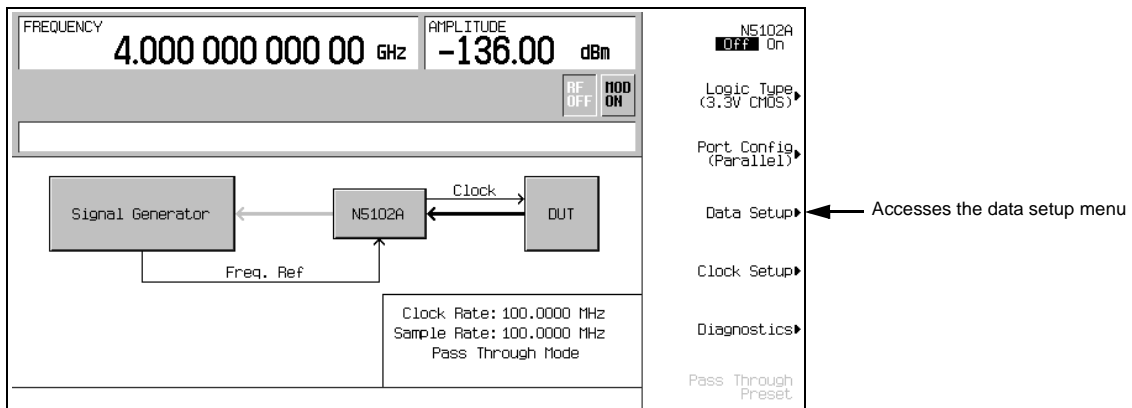 FREQUENCY
4.000 000 000 00 GHz
AMPLITUDE
-136.00 dBm
RF OFF
MOD ON
N5102A
Off On
Logic Type
(3.3V CMOS)
Port Config
(Parallel)
Data Setup
Accesses the data setup menu
Clock Setup
Diagnostics
Pass Through
Preset
Signal Generator
N5102A
Clock
DUT
Freq. Ref
Clock Rate: 100.0000 MHz
Sample Rate: 100.0000 MHz
Pass Through Mode